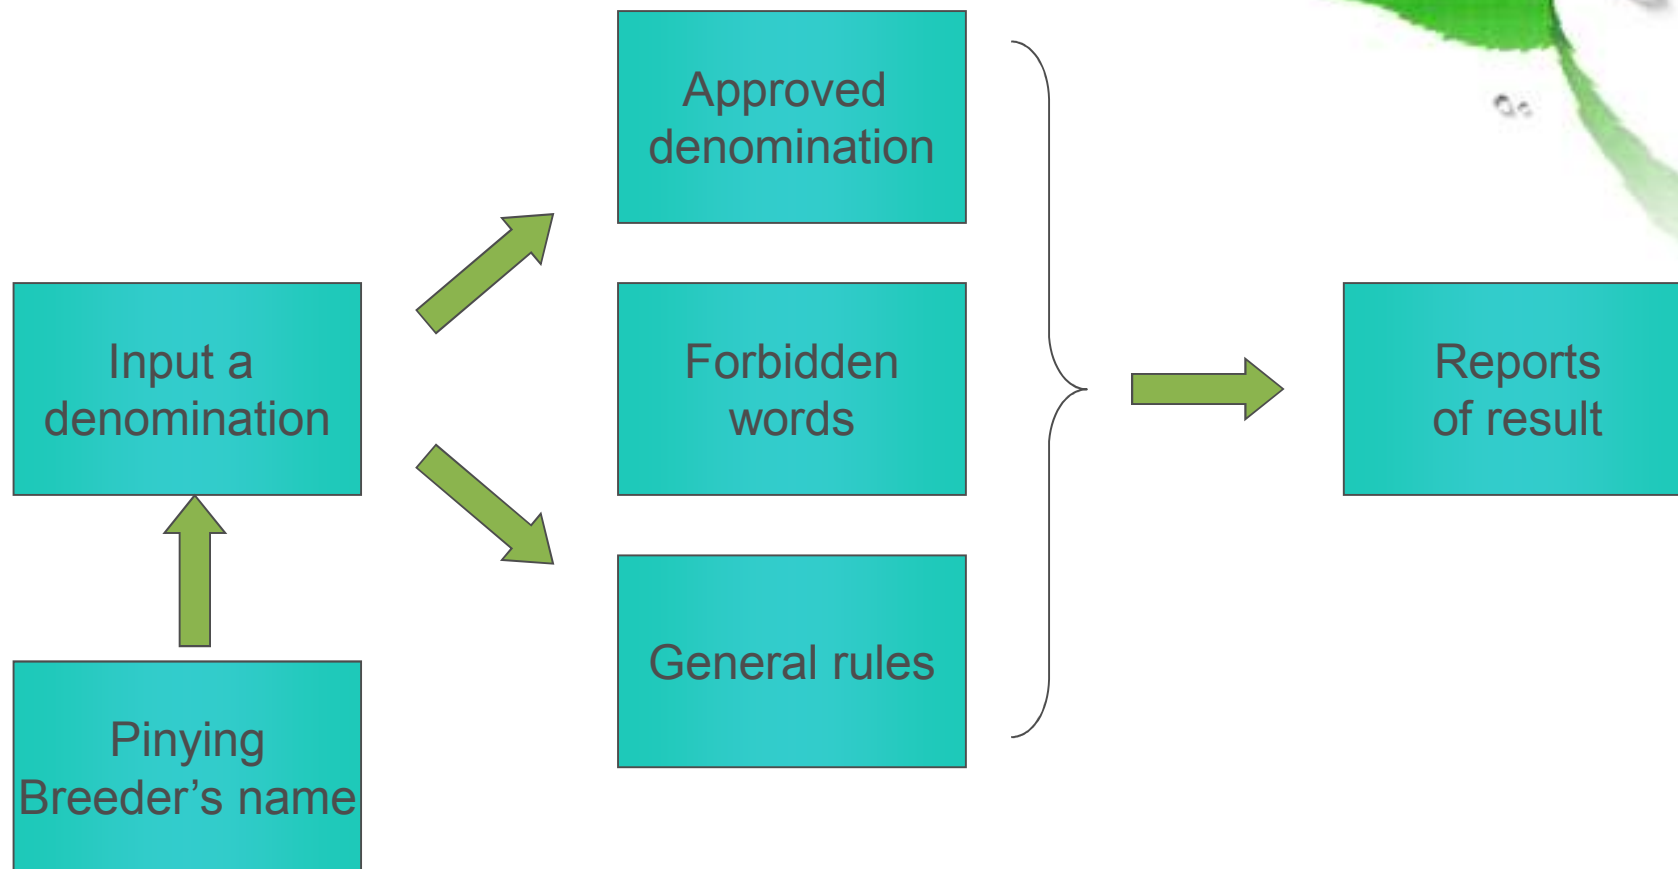 Approved
denomination
Input a
denomination
Forbidden
words
Reports
of result
General rules
Pinying
Breeder’s name